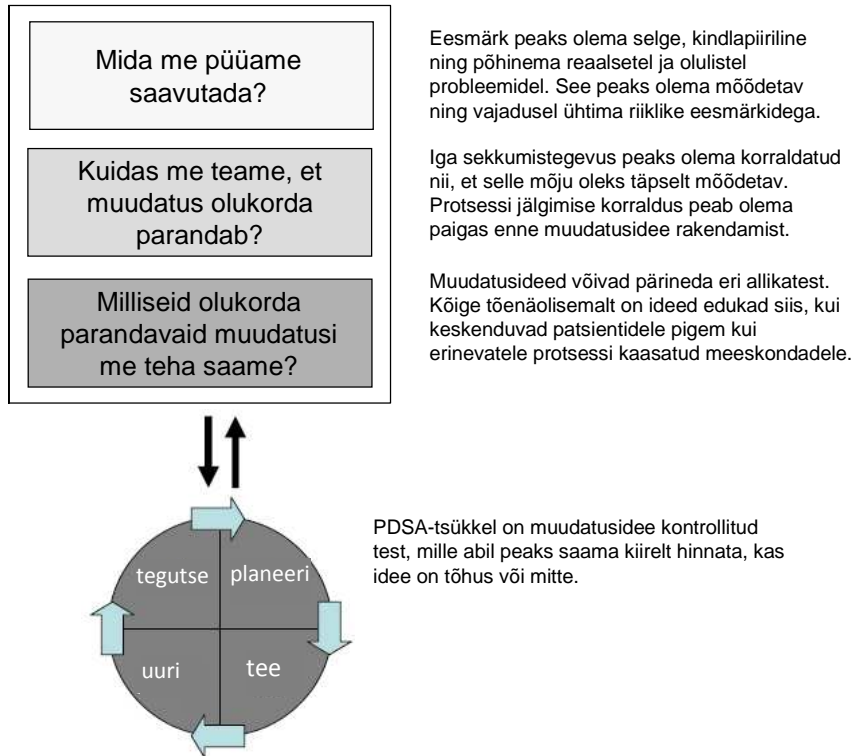 Mida me püüame
saavutada?
Eesmärk peaks olema selge, kindlapiiriline
ning põhinema reaalsetel ja olulistel
probleemidel. See peaks olema mõõdetav
ning vajadusel ühtima riiklike eesmärkidega.
Kuidas me teame, et
muudatus olukorda
parandab?
Iga sekkumistegevus peaks olema korraldatud
nii, et selle mõju oleks täpselt mõõdetav.
Protsessi jälgimise korraldus peab olema
paigas enne muudatusidee rakendamist.
Milliseid olukorda
parandavaid muudatusi
me teha saame?
Muudatusideed võivad pärineda eri allikatest.
Kõige tõenäolisemalt on ideed edukad siis, kui
keskenduvad patsientidele pigem kui
erinevatele protsessi kaasatud meeskondadele.
tegutse
planeeri
uuri
tee
PDSA-tsükkel on muudatusidee kontrollitud
test, mille abil peaks saama kiirelt hinnata, kas
idee on tõhus või mitte.